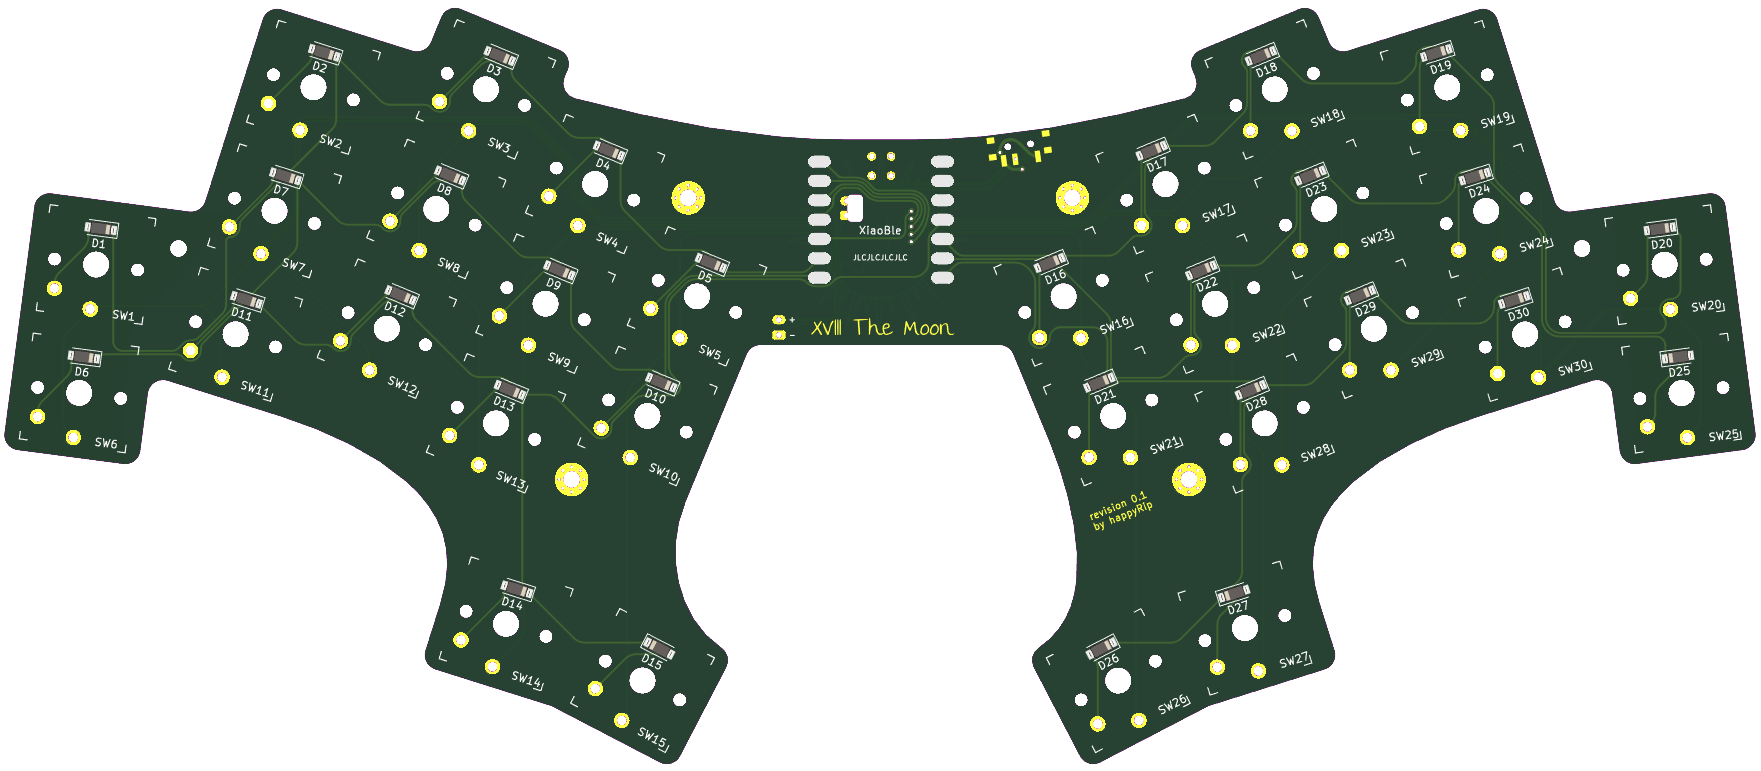 D2
D3
D18
D19
SW2
SW3
D4
D17
SW18
SW19
D7
D8
D23
D24
D1
SW4
XiaoBle
SW17
D20
SW7
SW8
JLCJLCJLCJLC
SW23
SW24
D5
D16
D9
D22
SW1
D11
D12
D29
D30
SW20
+
XVIII The Moon
-
SW16
SW5
SW9
SW22
D6
SW11
SW12
D13
D10
D21
D28
SW29
SW30
D25
SW6
SW13
SW10
SW21
SW28
SW25
revision 0.1
by happyRip
D14
D27
D15
D26
SW14
SW27
SW15
SW26